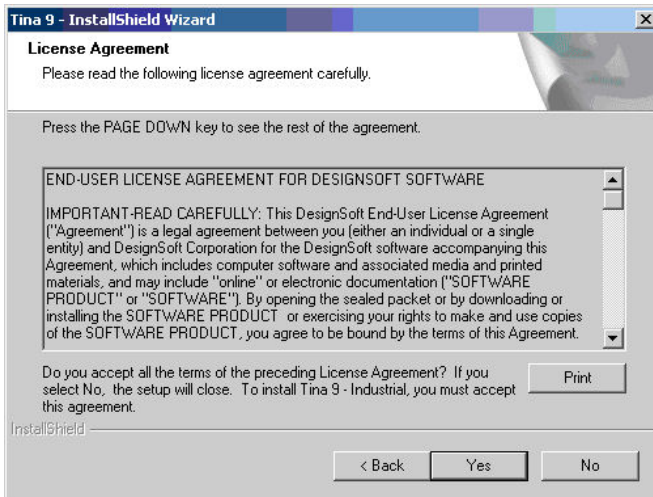 Tina 9 - InstallShield Wizard
License Agreement
Please read the following license agreement carefully.
Press the PAGE DOWN key to see the rest of the agreement.
END-USER LICENSE AGREEMENT FOR DESIGNSOFT SOFTWARE
IMPORTANT-READ CAREFULLY: This DesignSoft End-User License Agreement
("Agreement") is a legal agreement between you (either an individual or a single
entity) and DesignSoft Corporation for the DesignSoft software accompanying this
Agreement, which includes computer software and associated media and printed
materials, and may include "online" or electronic documentation ("SOFTWARE
PRODUCT" or "SOFTWARE"). By opening the sealed packet or by downloading or
installing the SOFTWARE PRODUCT or exercising your rights to make and use copies
of the SOFTWARE PRODUCT, you agree to be bound by the terms of this Agreement.
Do you accept all the terms of the preceding License Agreement? If you
select No, the setup will close. To install Tina 9 - Industrial, you must accept
this agreement.
Print
InstallShield
< Back
Yes
No